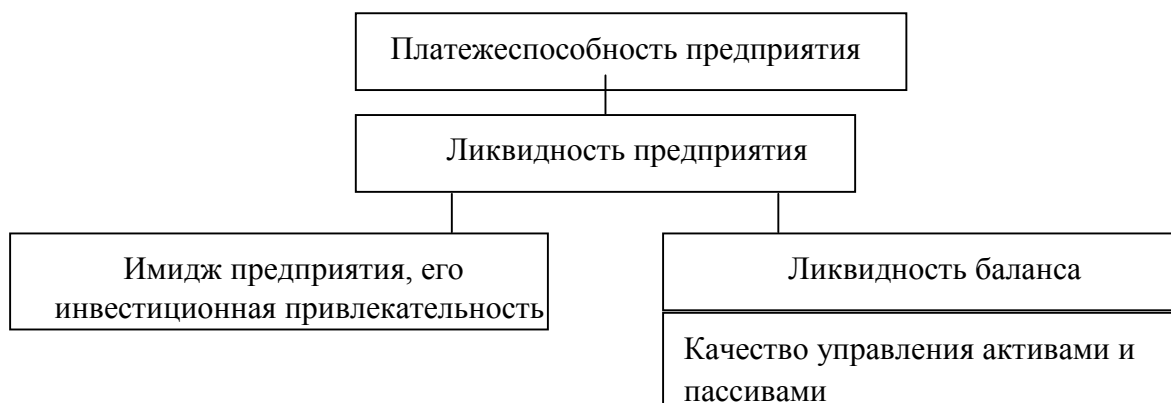 Платежеспособность предприятия
Ликвидность предприятия
Имидж предприятия, его
инвестиционная привлекательность
Ликвидность баланса
Качество управления активами и
пассивами